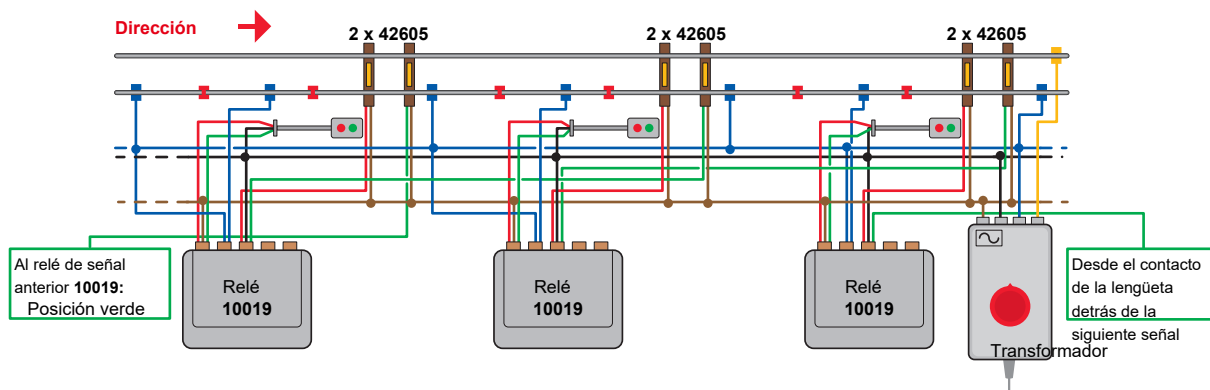 Dirección
2 x 42605
2 x 42605
2 x 42605
Al relé de señal
anterior 10019:
Posición verde
Relé
10019
Relé
10019
Relé
10019
Transformador
Desde el contacto
de la lengüeta
detrás de la
siguiente señal